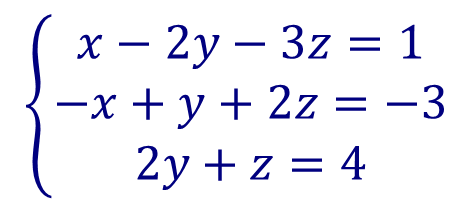 x − 2y − 3z = 1
−x + y + 2z = −3
2y + z = 4